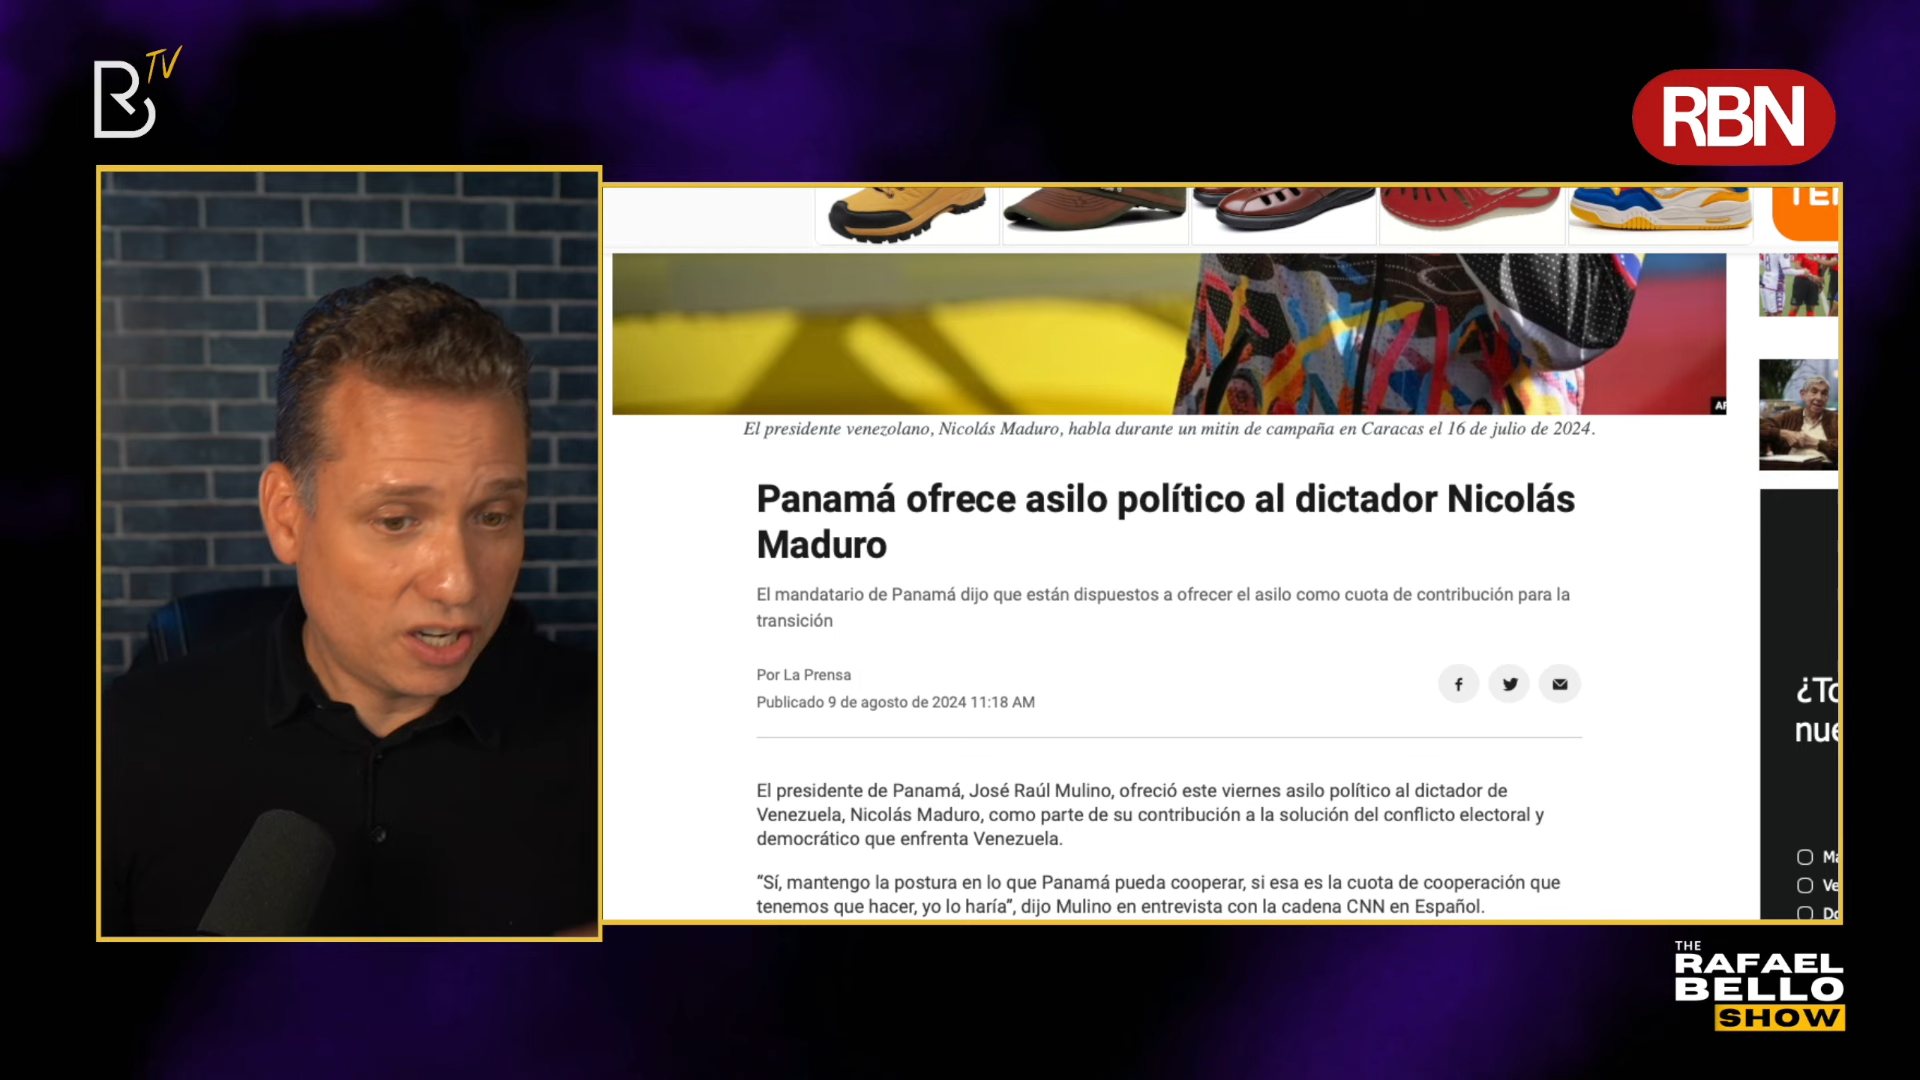 TV
RBN
El presidente venezolano, Nicolás Maduro, habla durante un mitin de campaña en Caracas el 16 de julio de 2024.
Panamá ofrece asilo político al dictador Nicolás
Maduro
El mandatario de Panamá dijo que están dispuestos a ofrecer el asilo como cuota de contribución para la
transición
Por La Prensa
Publicado 9 de agosto de 2024 11:18 AM
El presidente de Panamá, José Raúl Mulino, ofreció este viernes asilo político al dictador de
Venezuela, Nicolás Maduro, como parte de su contribución a la solución del conflicto electoral y
democrático que enfrenta Venezuela.
“Sí, mantengo la postura en lo que Panamá pueda cooperar, si esa es la cuota de cooperación que
tenemos que hacer, yo lo haría”, dijo Mulino en entrevista con la cadena CNN en Español.
THE
RAFAEL
BELLO
SHOW